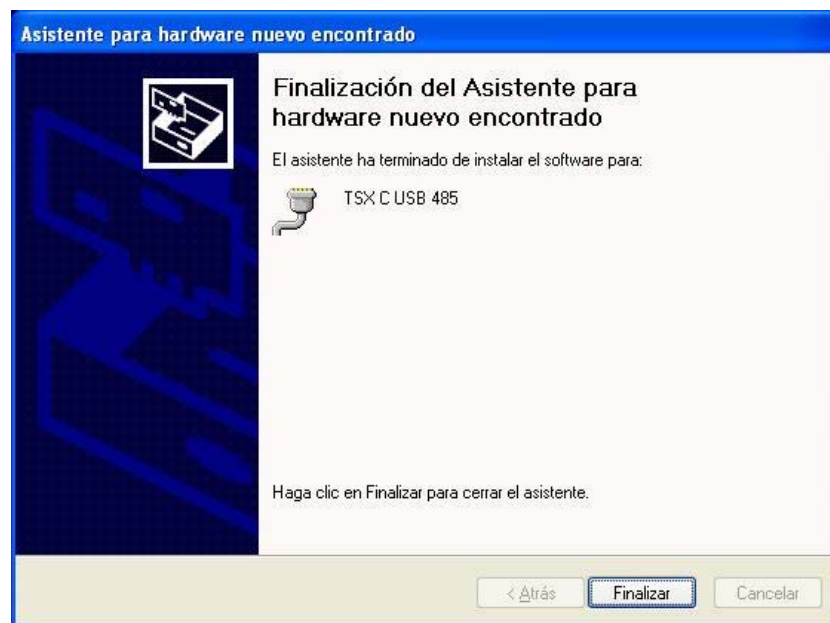 Asistente para hardware nuevo encontrado
Finalización del Asistente para
hardware nuevo encontrado
El asistente ha terminado de instalar el software para:
TSX C USB 485
Haga clic en Finalizar para cerrar el asistente.
< Atrás
Finalizar
Cancelar